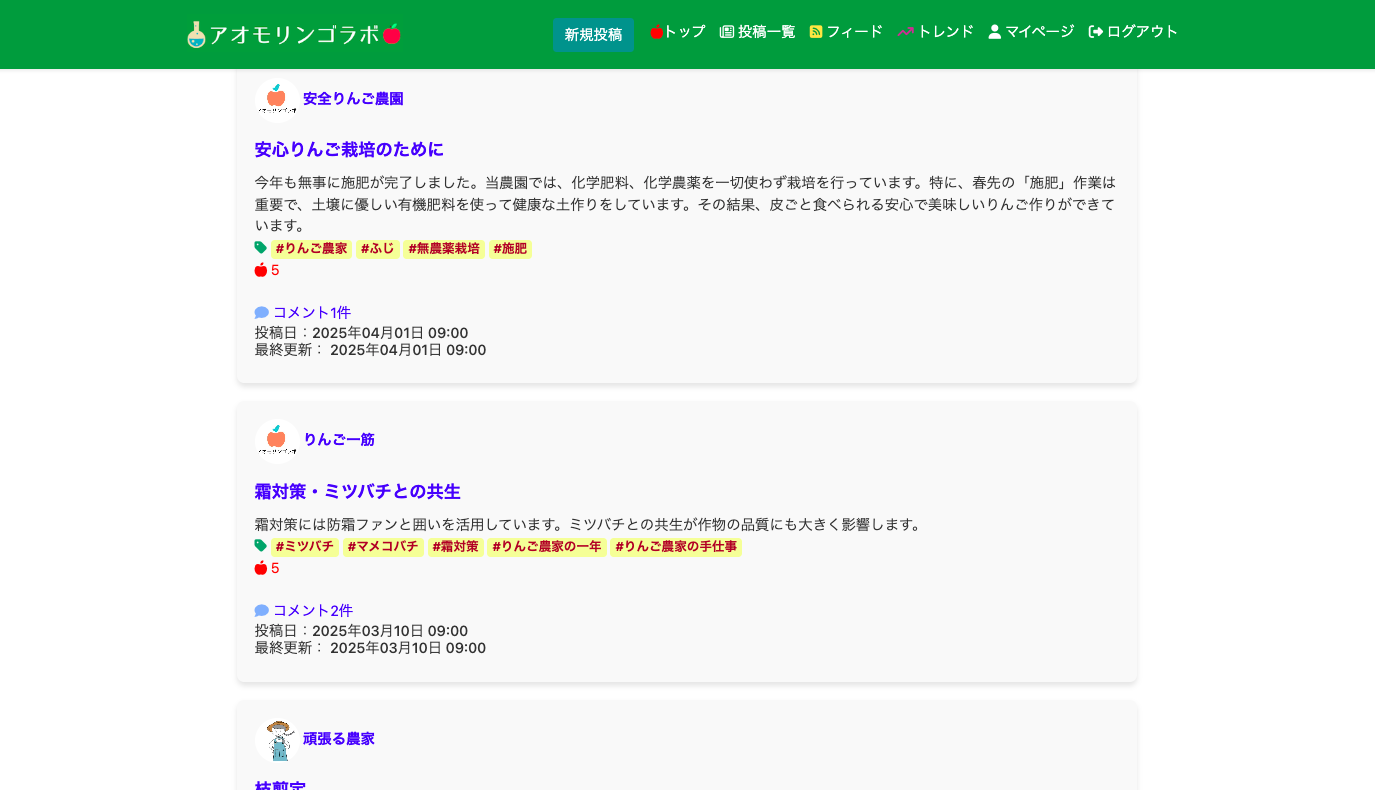 アオモリンゴラボ
新規投稿 トップ 投稿一覧 フィード トレンド マイページ ログアウト
安全りんご農園
安心りんご栽培のために
今年も無事に施肥が完了しました。当農園では、化学肥料、化学農薬を一切使わず栽培を行っています。特に、春先の「施肥」作業は
重要で、土壌に優しい有機肥料を使って健康な土作りをしています。その結果、皮ごと食べられる安心で美味しいりんご作りができて
います。
#りんご農家 #ふじ #無農薬栽培 #施肥
5
コメント1件
投稿日：2025年04月01日 09:00
最終更新： 2025年04月01日 09:00
りんご一筋
霜対策・ミツバチとの共生
霜対策には防霜ファンと囲いを活用しています。ミツバチとの共生が作物の品質にも大きく影響します。
#ミツバチ #マメコバチ #霜対策 #りんご農家の一年 #りんご農家の手仕事
5
コメント2件
投稿日：2025年03月10日 09:00
最終更新： 2025年03月10日 09:00
頑張る農家
枝剪定